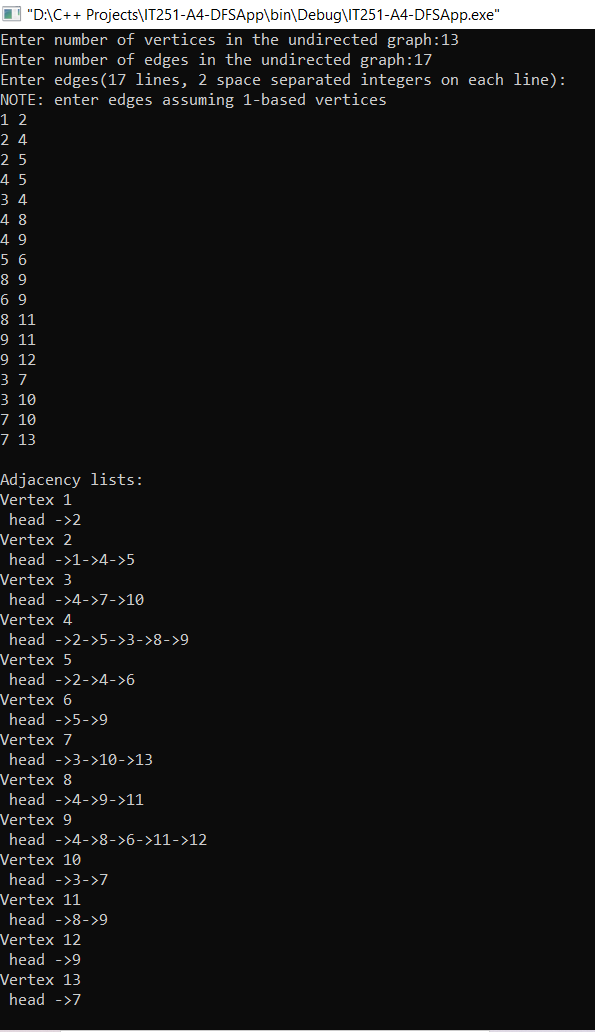 "D:\C++ Projects\IT251-A4-DFSApp\bin\Debug\IT251-A4-DFSApp.exe"
Enter number of vertices in the undirected graph:13
Enter number of edges in the undirected graph:17
Enter edges(17 lines, 2 space separated integers on each line):
NOTE: enter edges assuming 1-based vertices
1 2
2 4
2 5
4 5
3 4
4 8
4 9
5 6
8 9
6 9
8 11
9 11
9 12
3 7
3 10
7 10
7 13

Adjacency lists:
Vertex 1
 head ->2
Vertex 2
 head ->1->4->5
Vertex 3
 head ->4->7->10
Vertex 4
 head ->2->5->3->8->9
Vertex 5
 head ->2->4->6
Vertex 6
 head ->5->9
Vertex 7
 head ->3->10->13
Vertex 8
 head ->4->9->11
Vertex 9
 head ->4->8->6->11->12
Vertex 10
 head ->3->7
Vertex 11
 head ->8->9
Vertex 12
 head ->9
Vertex 13
 head ->7